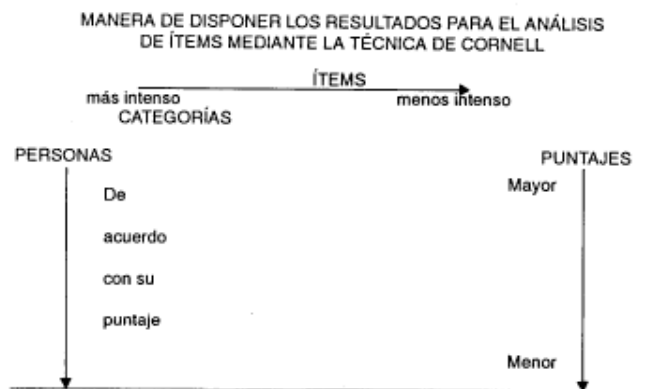 MANERA DE DISPONER LOS RESULTADOS PARA EL ANÁLISIS
DE ÍTEMS MEDIANTE LA TÉCNICA DE CORNELL
ÍTEMS
más intenso menos intenso
CATEGORÍAS
PERSONAS PUNTAJES
De Mayor
acuerdo
con su
puntaje
Menor